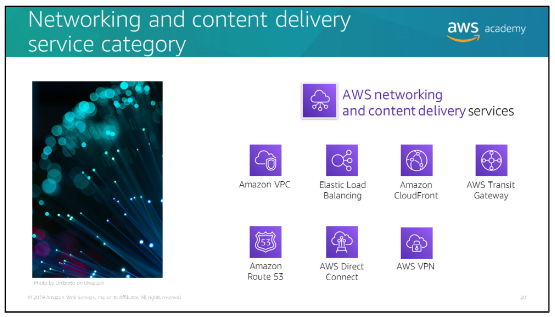 Networking and content delivery
service category
aws academy
AWS networking
and content delivery services
Amazon VPC
Elastic Load
Balancing
Amazon
CloudFront
AWS Transit
Gateway
53
Amazon
Route 53
AWS Direct
Connect
AWS VPN
Photo by Umberto on Unsplash
© 2019 Amazon Web Services, Inc. or its Affiliates. All rights reserved.
20